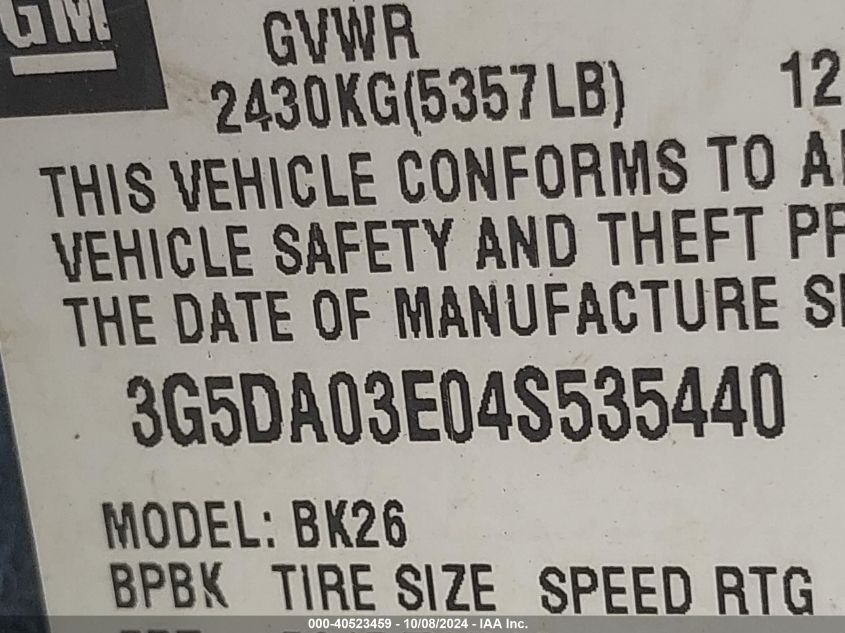 GM
GVWR
2430KG(5357LB) 12
THIS VEHICLE CONFORMS TO
VEHICLE SAFETY AND THEFT
THE DATE OF MANUFACTURE
3G5DA03E04S535440
MODEL: BK26
BPBK TIRE SIZE SPEED RTG
000-40523459 - 10/08/2024 - IAA Inc.